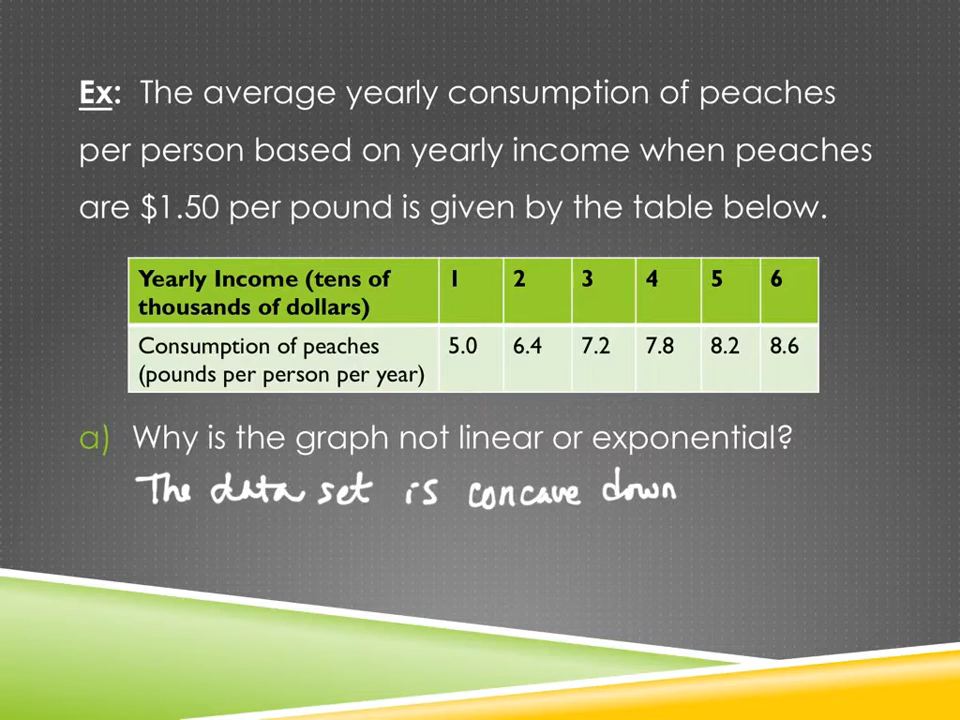 Ex: The average yearly consumption of peaches
per person based on yearly income when peaches
are $1.50 per pound is given by the table below.
Yearly Income (tens of thousands of dollars) 1 2 3 4 5 6
Consumption of peaches (pounds per person per year) 5.0 6.4 7.2 7.8 8.2 8.6
a) Why is the graph not linear or exponential?
The data set is concave down